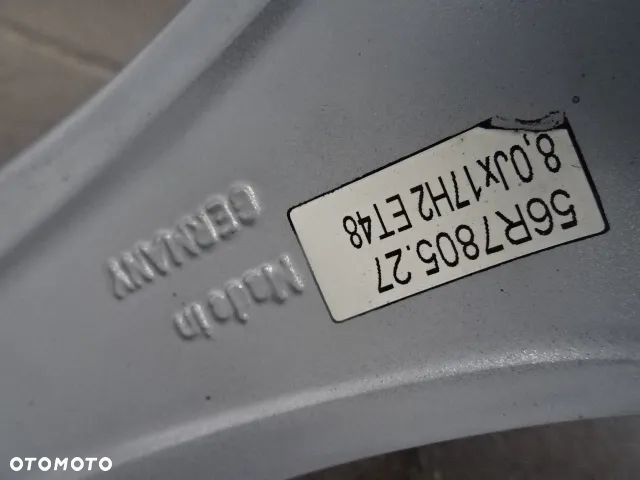 56R7805.27
8,0Jx17H2 ET48
Made in
GERMANY
OTOMOTO